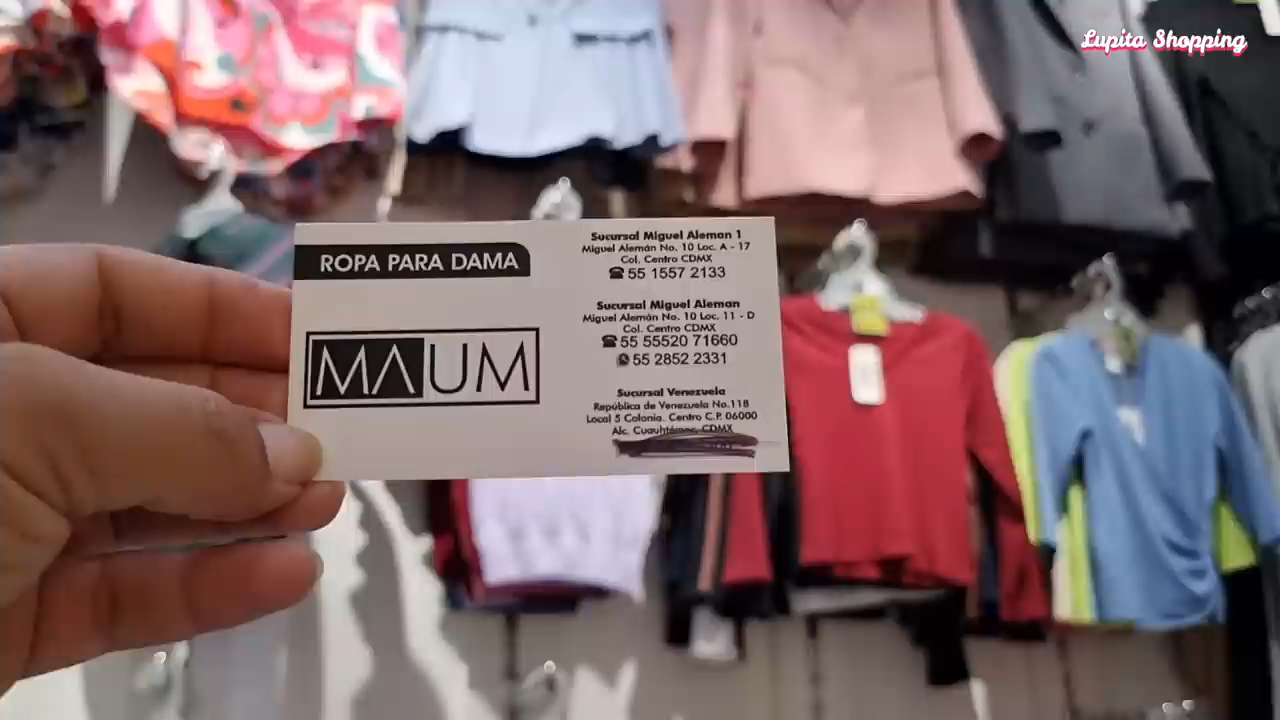 Lupita Shopping
ROPA PARA DAMA
MAUM
Sucursal Miguel Aleman 1
Miguel Alemán No. 10 Loc. A - 17
Col. Centro CDMX
55 1557 2133
Sucursal Miguel Aleman
Miguel Alemán No. 10 Loc. 11 - D
Col. Centro CDMX
55 55520 71660
55 2852 2331
Sucursal Venezuela
República de Venezuela No.118
Local 5 Colonia. Centro C.P. 06000
Alc. Cuauhtémoc, CDMX